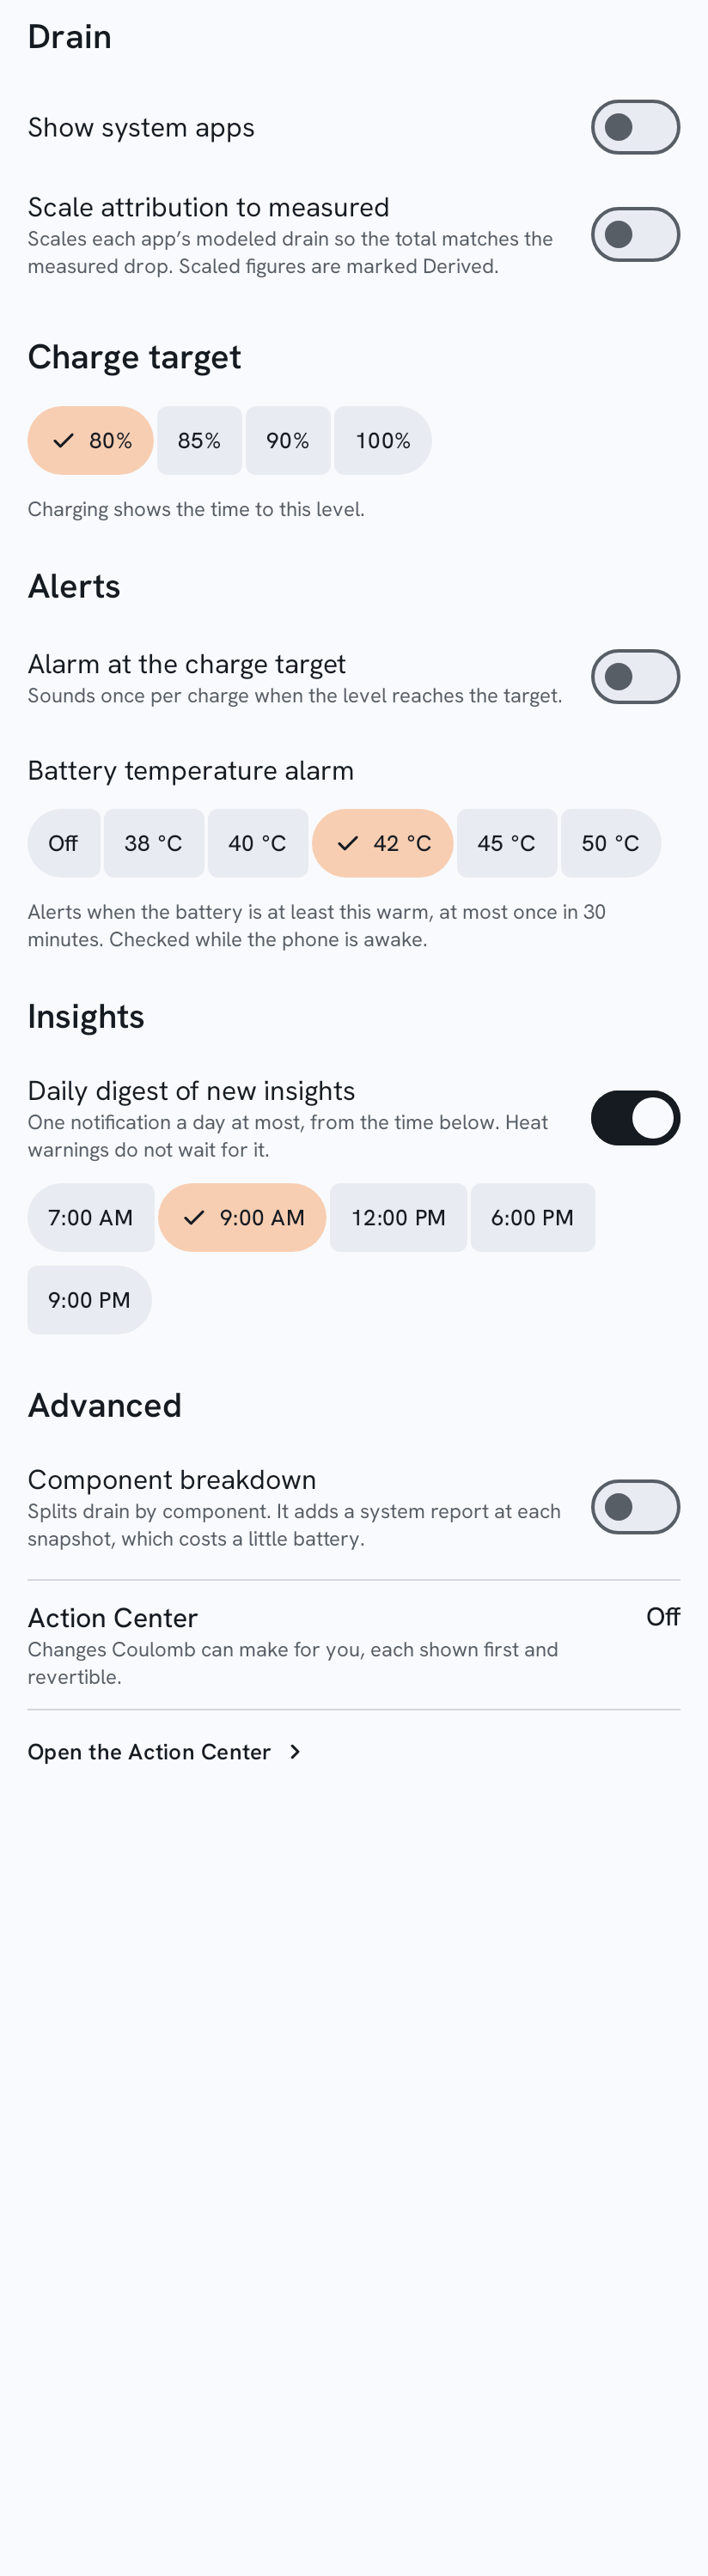 Drain
Show system apps
Scale attribution to measured
Scales each app’s modeled drain so the total matches the
measured drop. Scaled figures are marked Derived.
Charge target
80%
85%
90%
100%
Charging shows the time to this level.
Alerts
Alarm at the charge target
Sounds once per charge when the level reaches the target.
Battery temperature alarm
Off
38 °C
40 °C
42 °C
45 °C
50 °C
Alerts when the battery is at least this warm, at most once in 30
minutes. Checked while the phone is awake.
Insights
Daily digest of new insights
One notification a day at most, from the time below. Heat
warnings do not wait for it.
7:00 AM
9:00 AM
12:00 PM
6:00 PM
9:00 PM
Advanced
Component breakdown
Splits drain by component. It adds a system report at each
snapshot, which costs a little battery.
Action Center
Off
Changes Coulomb can make for you, each shown first and
revertible.
Open the Action Center